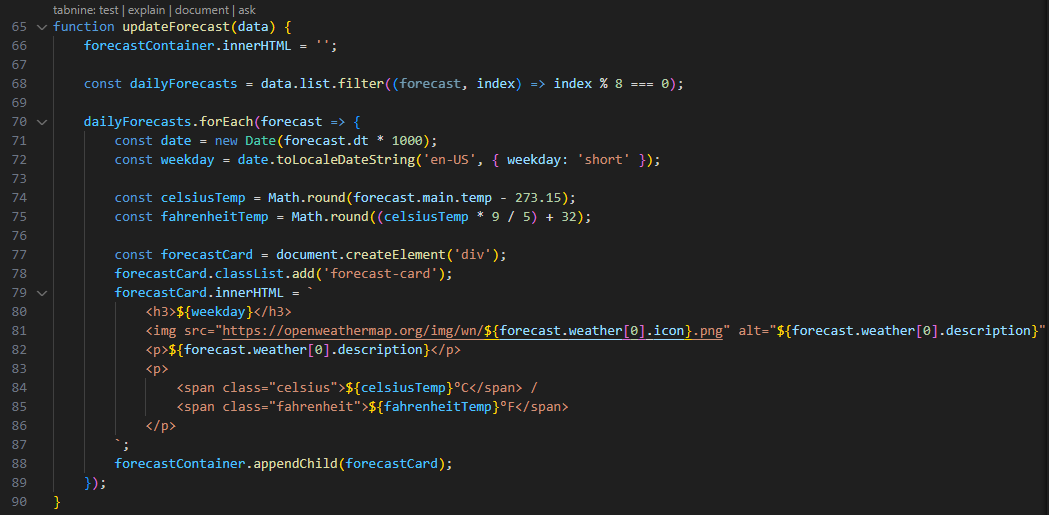 tabnine: test | explain | document | ask
65 function updateForecast(data) {
66     forecastContainer.innerHTML = '';
67
68     const dailyForecasts = data.list.filter((forecast, index) => index % 8 === 0);
69
70     dailyForecasts.forEach(forecast => {
71         const date = new Date(forecast.dt * 1000);
72         const weekday = date.toLocaleDateString('en-US', { weekday: 'short' });
73
74         const celsiusTemp = Math.round(forecast.main.temp - 273.15);
75         const fahrenheitTemp = Math.round((celsiusTemp * 9 / 5) + 32);
76
77         const forecastCard = document.createElement('div');
78         forecastCard.classList.add('forecast-card');
79         forecastCard.innerHTML = `
80             <h3>${weekday}</h3>
81             <img src="https://openweathermap.org/img/wn/${forecast.weather[0].icon}.png" alt="${forecast.weather[0].description}"
82             <p>${forecast.weather[0].description}</p>
83             <p>
84                 <span class="celsius">${celsiusTemp}°C</span> /
85                 <span class="fahrenheit">${fahrenheitTemp}°F</span>
86             </p>
87         `;
88         forecastContainer.appendChild(forecastCard);
89     });
90 }